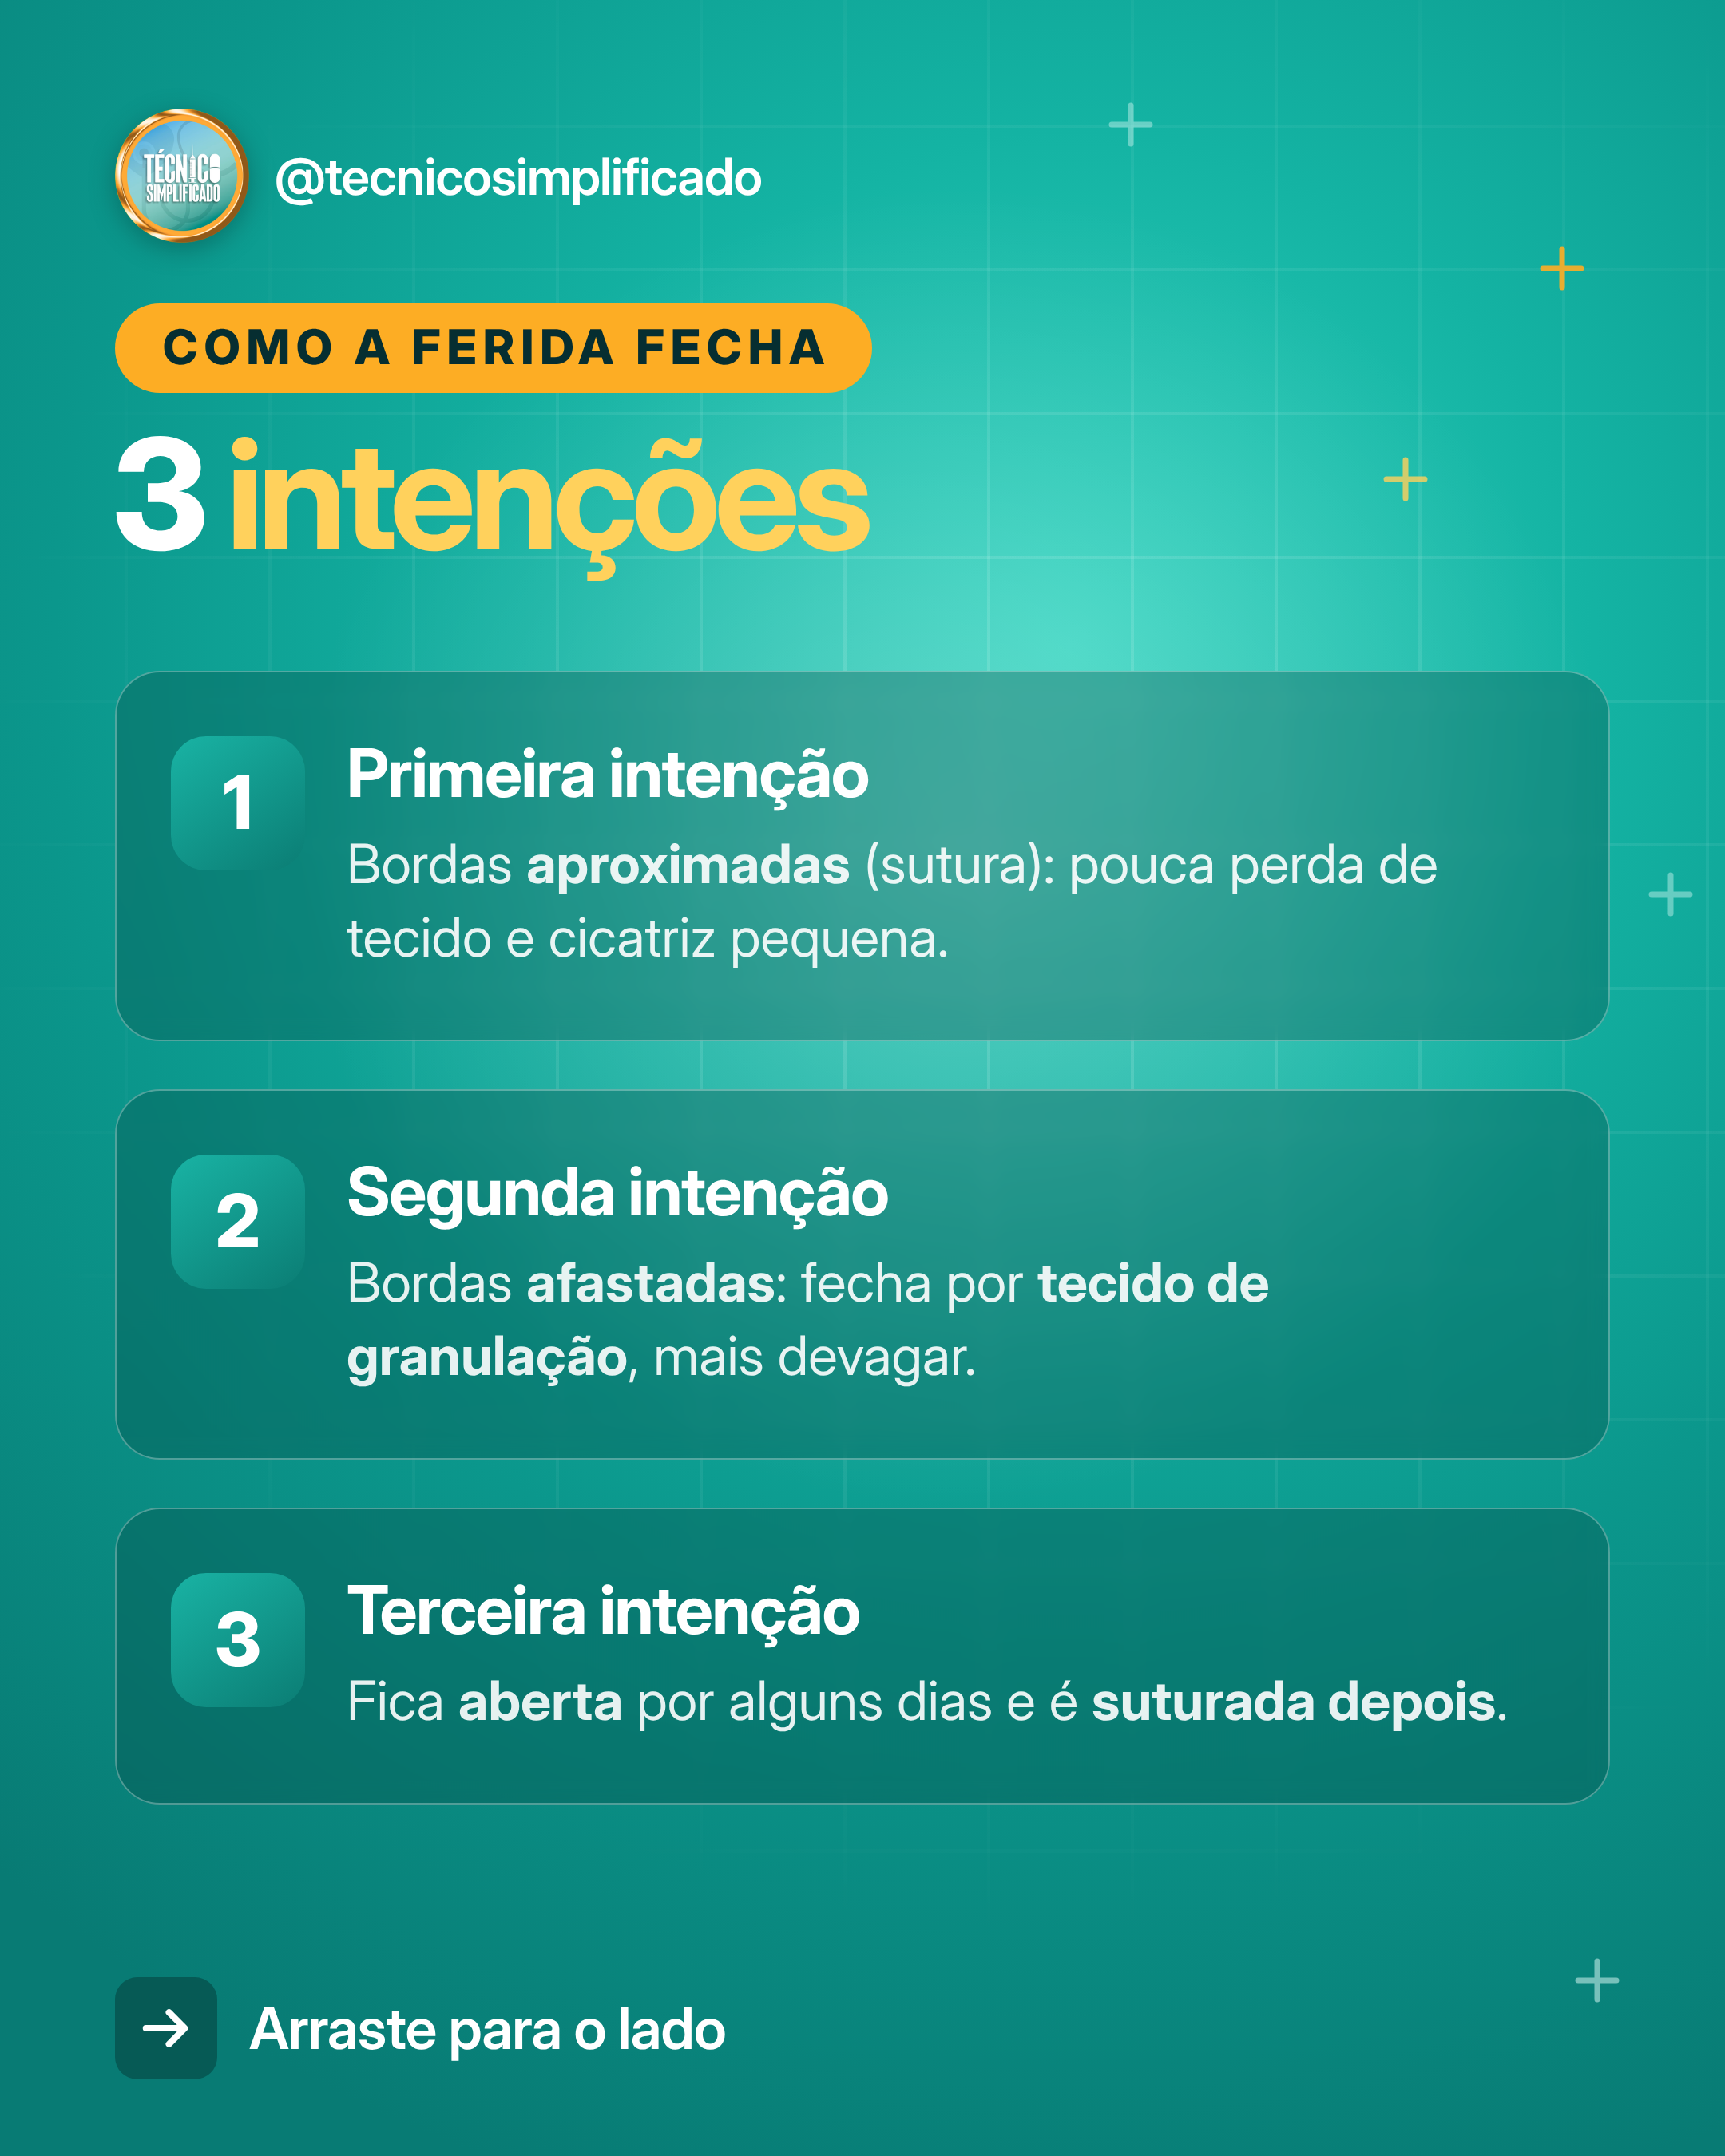 TÉCNICO
SIMPLIFICADO
@tecnicosimplificado
COMO A FERIDA FECHA
3 intenções
1
Primeira intenção
Bordas aproximadas (sutura): pouca perda de
tecido e cicatriz pequena.
2
Segunda intenção
Bordas afastadas: fecha por tecido de
granulação, mais devagar.
3
Terceira intenção
Fica aberta por alguns dias e é suturada depois.
Arraste para o lado